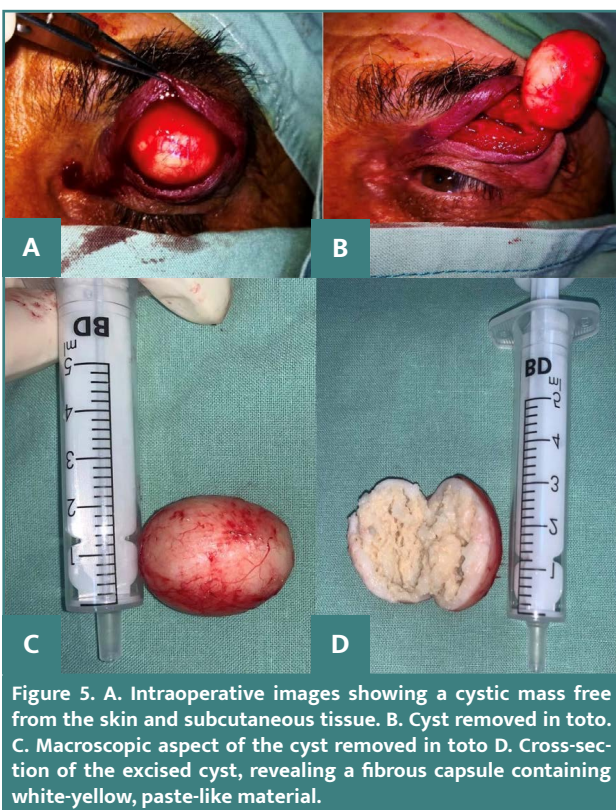 A
B
BD
ml
5
4
3
2
1
C
BD
ml
5
4
3
2
1
D
Figure 5. A. Intraoperative images showing a cystic mass free
from the skin and subcutaneous tissue. B. Cyst removed in toto.
C. Macroscopic aspect of the cyst removed in toto D. Cross-sec-
tion of the excised cyst, revealing a fibrous capsule containing
white-yellow, paste-like material.